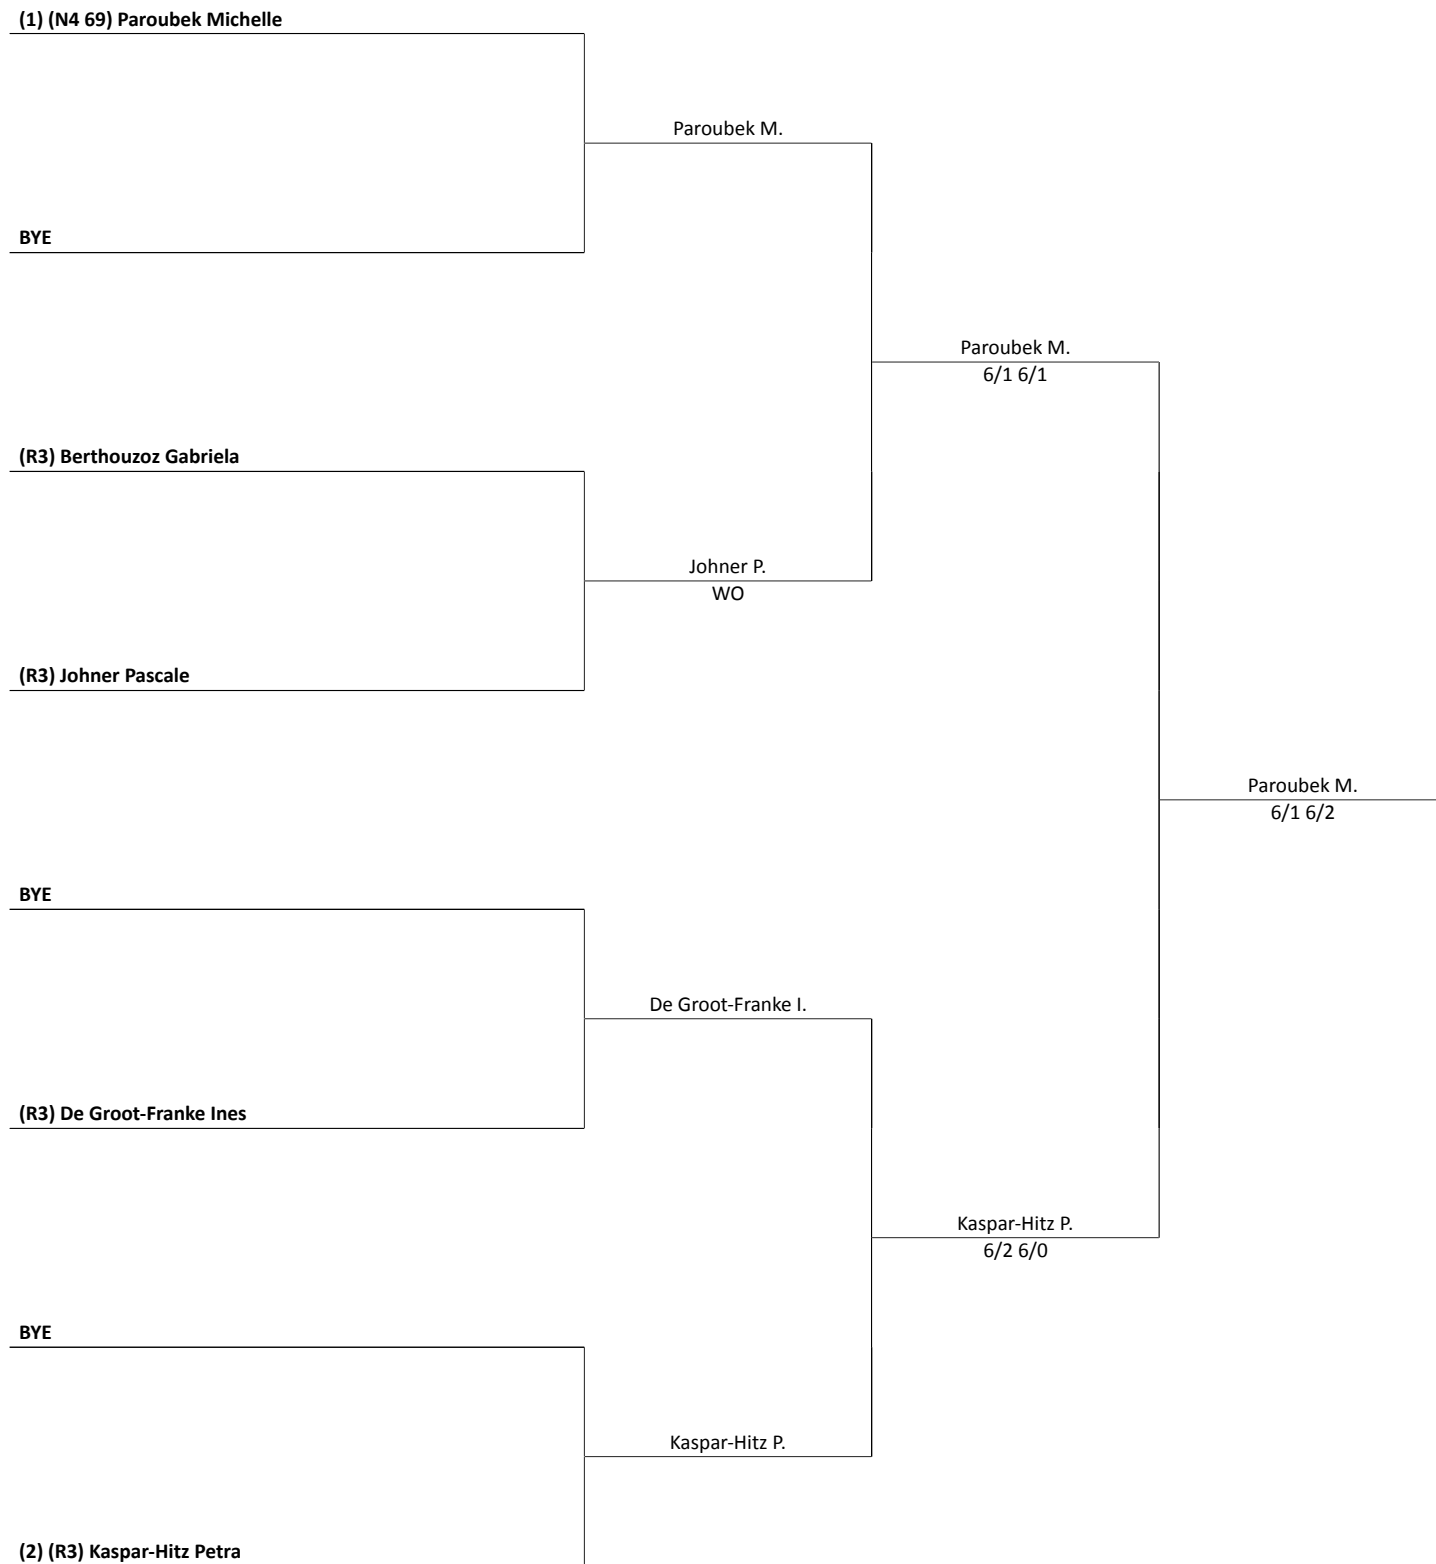 (1) (N4 69) Paroubek Michelle
Paroubek M.
BYE
Paroubek M.
6/1 6/1
(R3) Berthouzoz Gabriela
Johner P.
WO
(R3) Johner Pascale
Paroubek M.
6/1 6/2
BYE
De Groot-Franke I.
(R3) De Groot-Franke Ines
Kaspar-Hitz P.
6/2 6/0
BYE
Kaspar-Hitz P.
(2) (R3) Kaspar-Hitz Petra